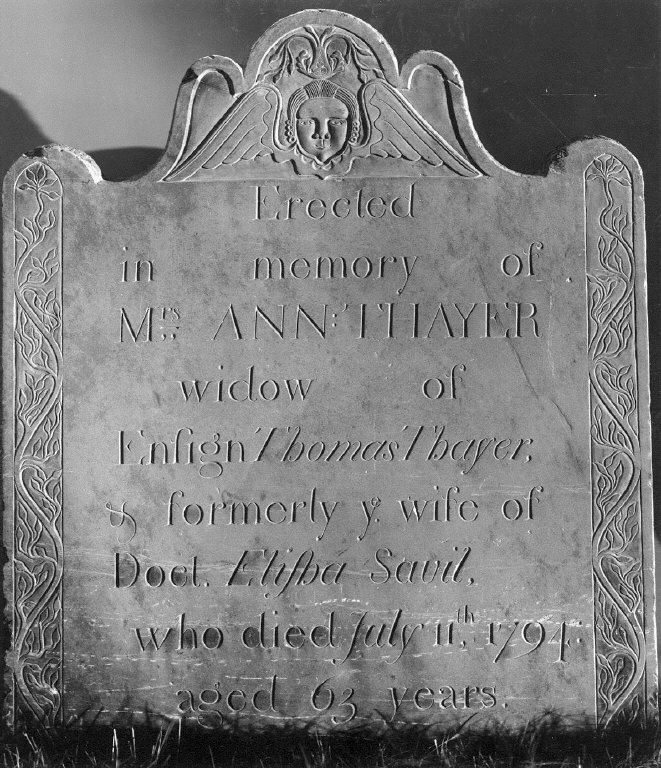 Erected
in memory of
Mrs: ANN: THAYER
widow of
Enſign Thomas Thayer,
& formerly ye wife of
Doct. Eliſha Savil,
who died July 11th, 1794:
aged 63 years.